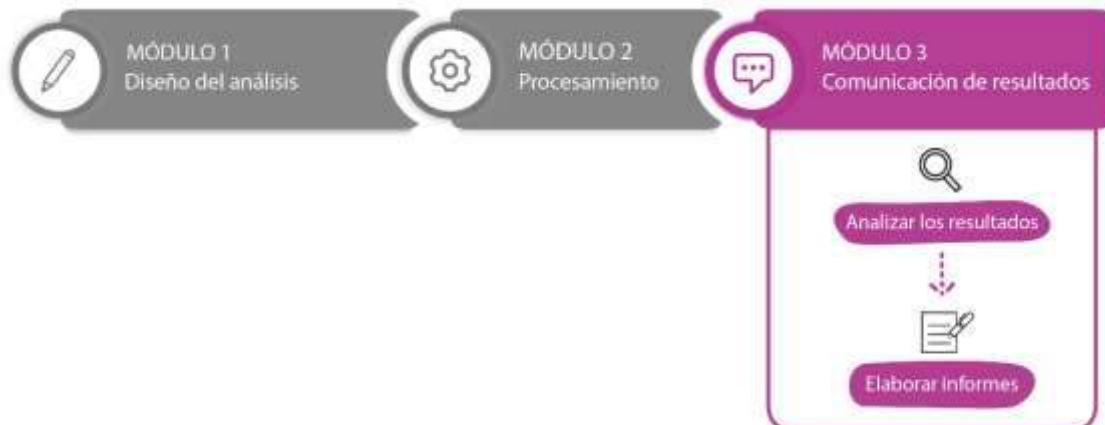 MÓDULO 1
Diseño del análisis
MÓDULO 2
Procesamiento
MÓDULO 3
Comunicación de resultados
Analizar los resultados
Elaborar informes